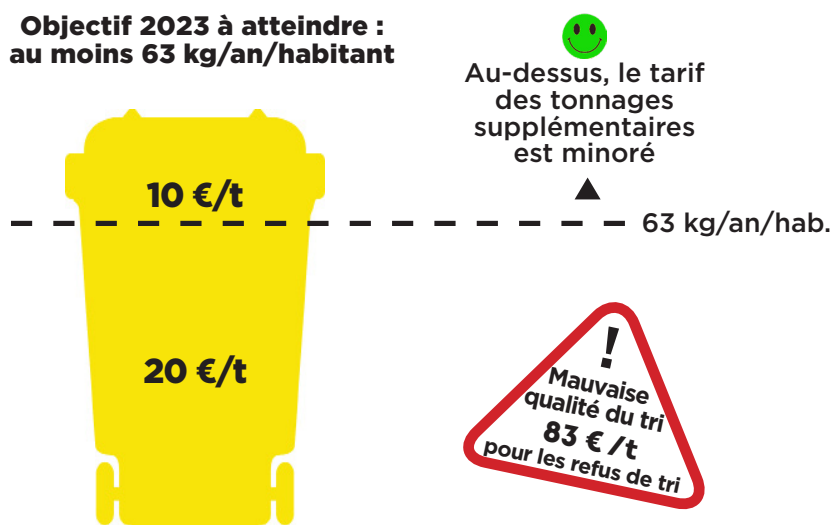 Objectif 2023 à atteindre :
au moins 63 kg/an/habitant
Au-dessus, le tarif
des tonnages
supplémentaires
est minoré
10 €/t
63 kg/an/hab.
20 €/t
!
Mauvaise
qualité du tri
83 € /t
pour les refus de tri